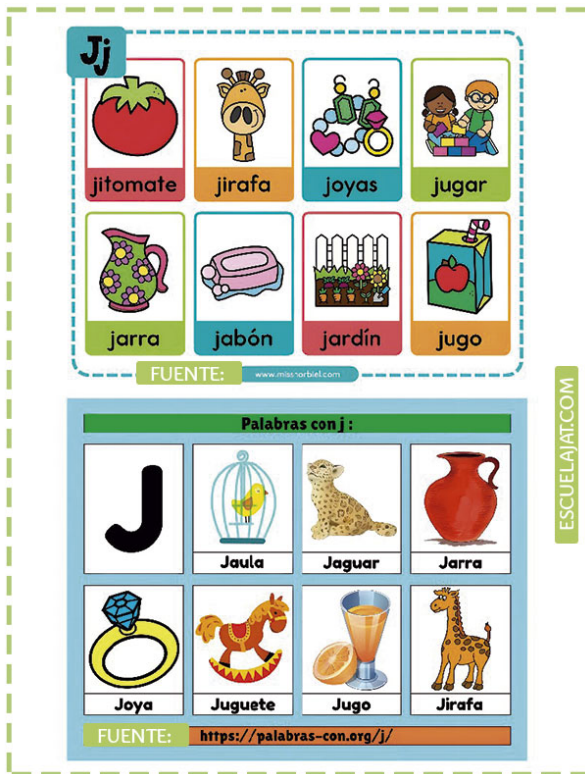 Jj
jitomate jirafa joyas jugar
jarra jabón jardín jugo
FUENTE: www.missnorbiel.com
ESCUELAJAT.COM
Palabras con j :
J
Jaula Jaguar Jarra
Joya Juguete Jugo Jirafa
FUENTE: https://palabras-con.org/j/